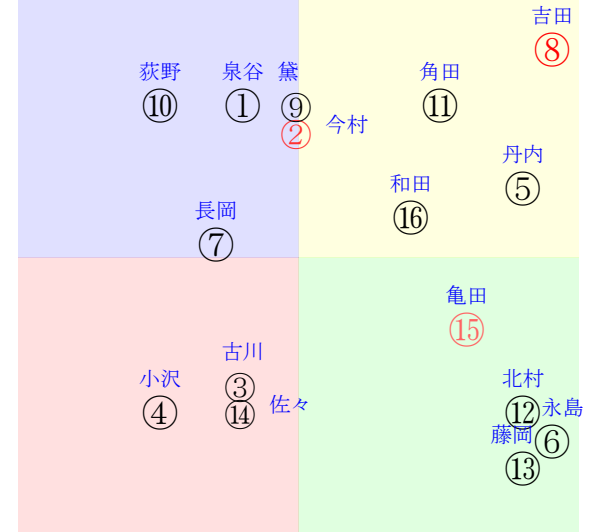 吉田
⑧
荻野 泉谷 黛 角田
⑩ ① ⑨ ⑪
② 今村
丹内
⑤
和田
⑯
長岡
⑦
亀田
⑮
古川
小沢 北村
③
④ ⑭ 佐々 ⑫ 永島
藤岡 ⑥
⑬